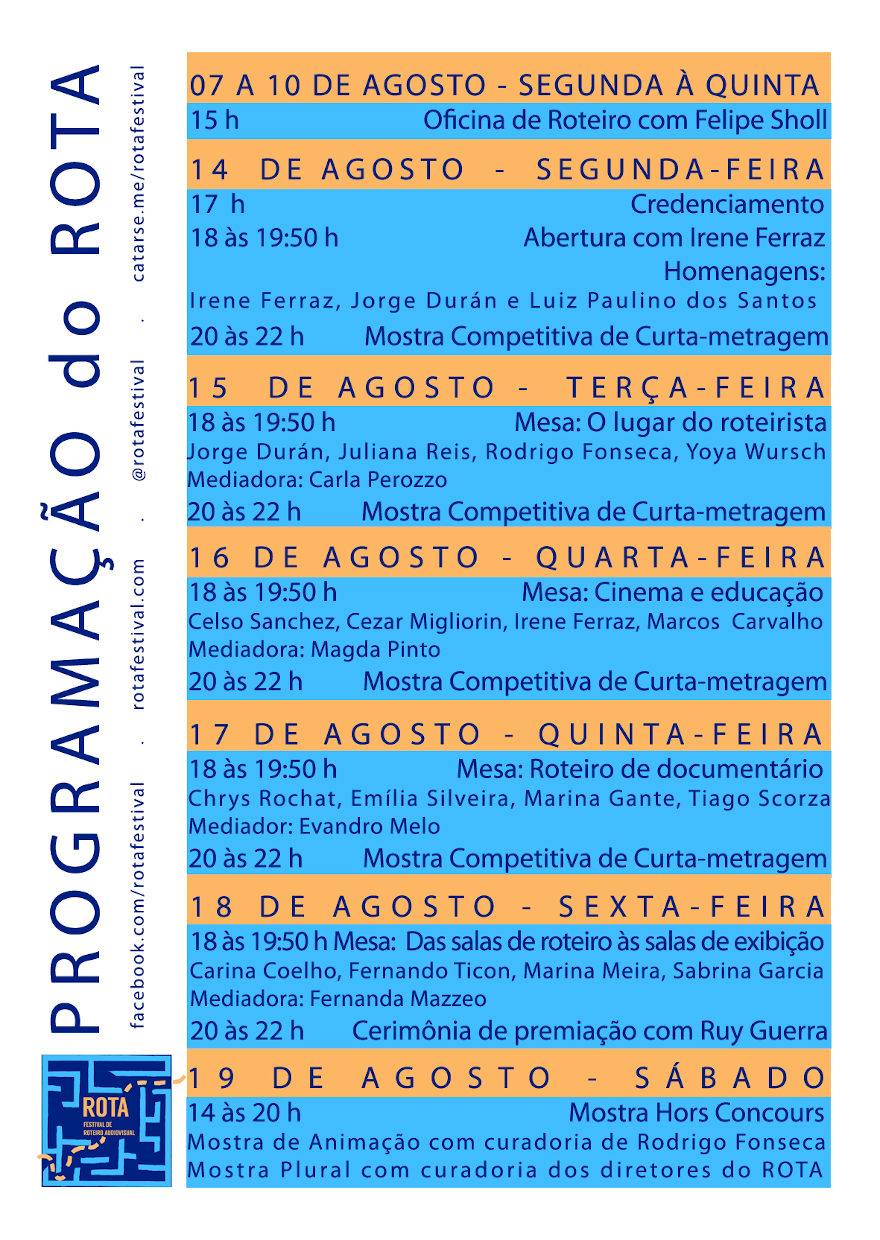 PROGRAMAÇÃO do ROTA
facebook.com/rotafestival . rotafestival.com . @rotafestival . catarse.me/rotafestival
07 A 10 DE AGOSTO - SEGUNDA À QUINTA
15 h Oficina de Roteiro com Felipe Sholl
14 DE AGOSTO - SEGUNDA-FEIRA
17 h Credenciamento
18 às 19:50 h Abertura com Irene Ferraz
Homenagens:
Irene Ferraz, Jorge Durán e Luiz Paulino dos Santos
20 às 22 h Mostra Competitiva de Curta-metragem
15 DE AGOSTO - TERÇA-FEIRA
18 às 19:50 h Mesa: O lugar do roteirista
Jorge Durán, Juliana Reis, Rodrigo Fonseca, Yoya Wursch
Mediadora: Carla Perozzo
20 às 22 h Mostra Competitiva de Curta-metragem
16 DE AGOSTO - QUARTA-FEIRA
18 às 19:50 h Mesa: Cinema e educação
Celso Sanchez, Cezar Migliorin, Irene Ferraz, Marcos Carvalho
Mediadora: Magda Pinto
20 às 22 h Mostra Competitiva de Curta-metragem
17 DE AGOSTO - QUINTA-FEIRA
18 às 19:50 h Mesa: Roteiro de documentário
Chrys Rochat, Emília Silveira, Marina Gante, Tiago Scorza
Mediador: Evandro Melo
20 às 22 h Mostra Competitiva de Curta-metragem
18 DE AGOSTO - SEXTA-FEIRA
18 às 19:50 h Mesa: Das salas de roteiro às salas de exibição
Carina Coelho, Fernando Ticon, Marina Meira, Sabrina Garcia
Mediadora: Fernanda Mazzeo
20 às 22 h Cerimônia de premiação com Ruy Guerra
19 DE AGOSTO - SÁBADO
14 às 20 h Mostra Hors Concours
Mostra de Animação com curadoria de Rodrigo Fonseca
Mostra Plural com curadoria dos diretores do ROTA
ROTA
FESTIVAL DE
ROTEIRO AUDIOVISUAL